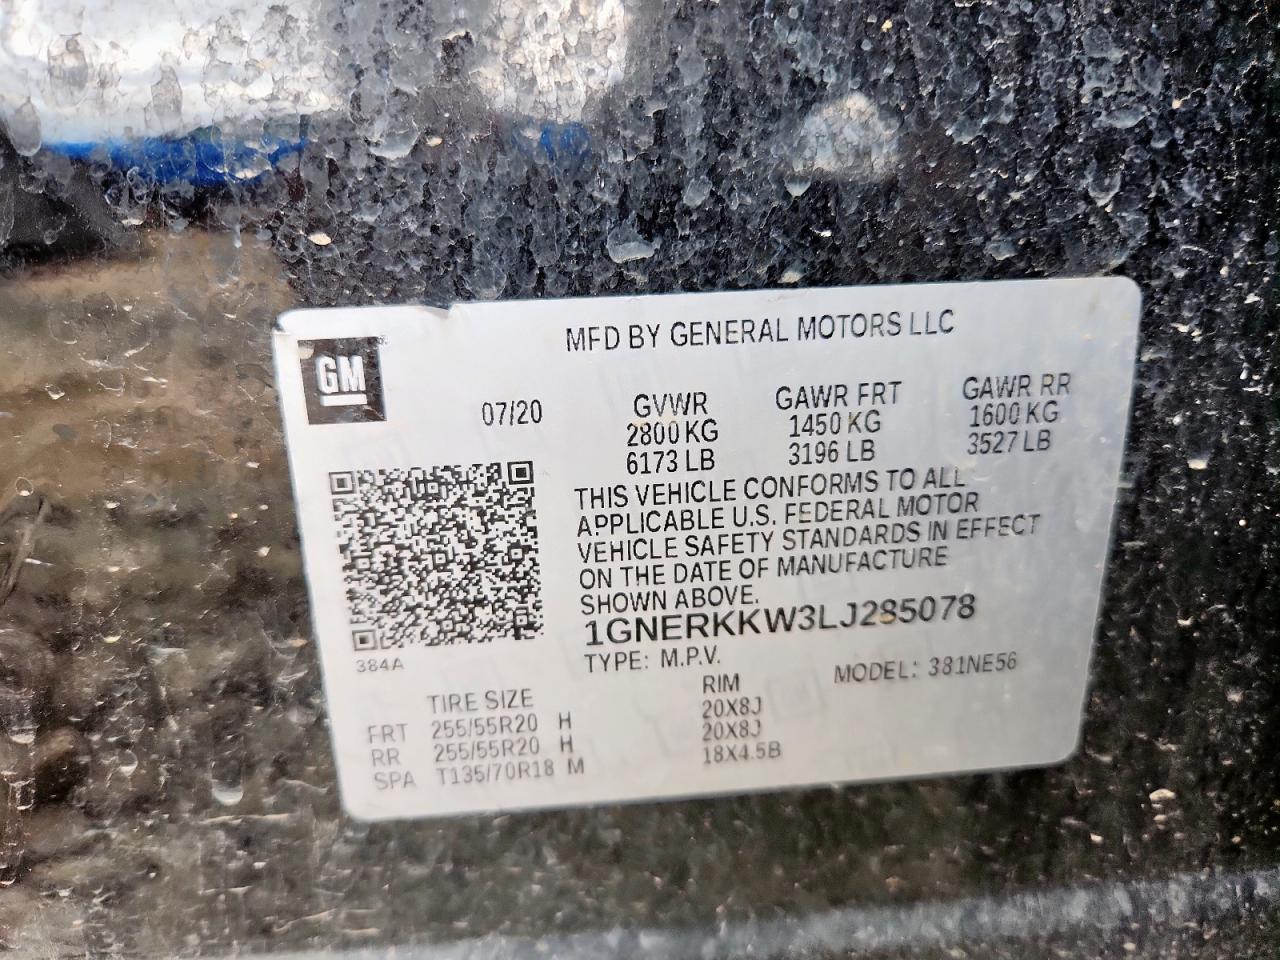 MFD BY GENERAL MOTORS LLC
GM
07/20
GVWR
2800 KG
6173 LB
GAWR FRT
1450 KG
3196 LB
GAWR RR
1600 KG
3527 LB
THIS VEHICLE CONFORMS TO ALL
APPLICABLE U.S. FEDERAL MOTOR
VEHICLE SAFETY STANDARDS IN EFFECT
ON THE DATE OF MANUFACTURE
SHOWN ABOVE.
1GNERKKW3LJ285078
384A
TYPE: M.P.V.
MODEL: 381NE56
TIRE SIZE RIM
FRT 255/55R20 H 20X8J
RR 255/55R20 H 20X8J
SPA T135/70R18 M 18X4.5B